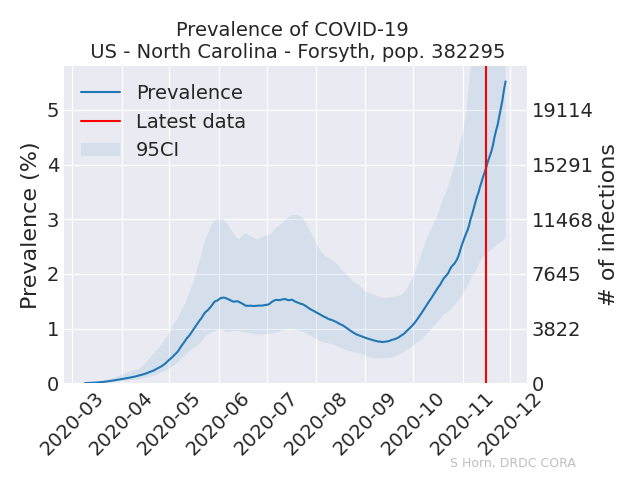 Prevalence of COVID-19
US - North Carolina - Forsyth, pop. 382295
Prevalence
Latest data
95CI
Prevalence (%)
5
4
3
2
1
0
19114
15291
11468
7645
3822
0
# of infections
2020-03
2020-04
2020-05
2020-06
2020-07
2020-08
2020-09
2020-10
2020-11
2020-12
S Horn, DRDC CORA